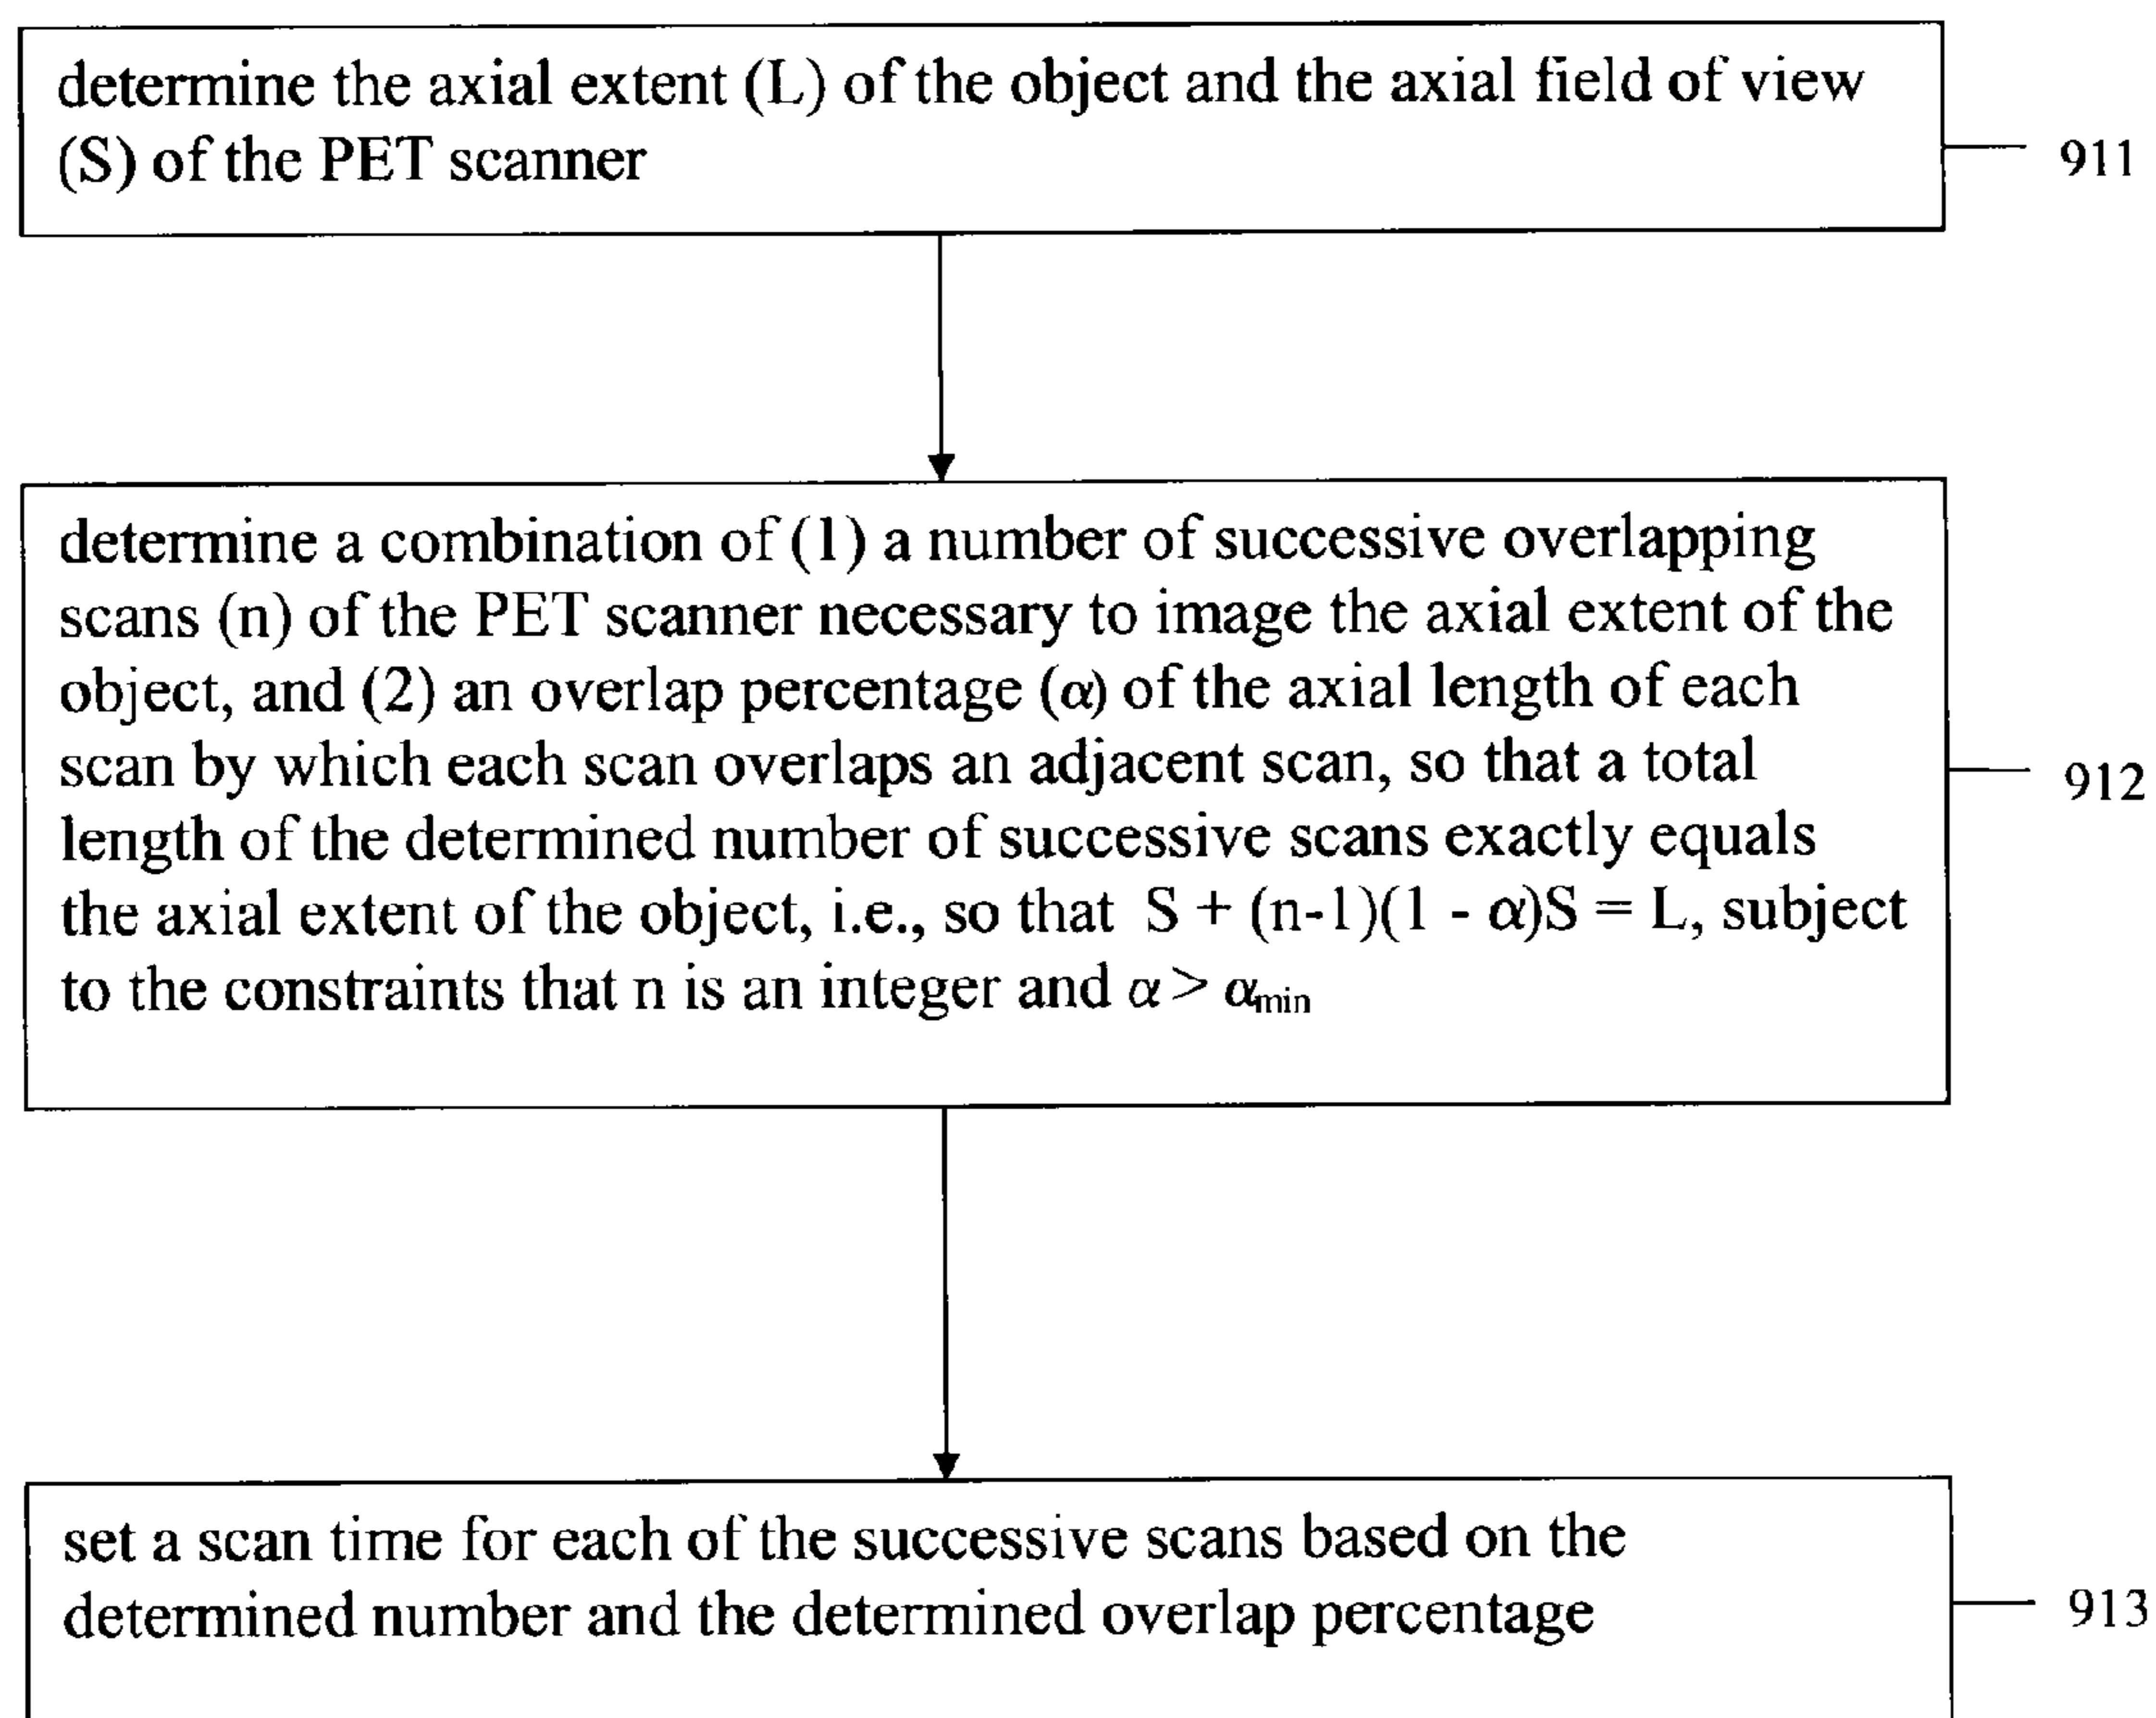 determine the axial extent (L) of the object and the axial field of view
(S) of the PET scanner
911
determine a combination of (1) a number of successive overlapping
scans (n) of the PET scanner necessary to image the axial extent of the
object, and (2) an overlap percentage (α) of the axial length of each
scan by which each scan overlaps an adjacent scan, so that a total
length of the determined number of successive scans exactly equals
the axial extent of the object, i.e., so that S + (n-1)(1 - α)S = L, subject
to the constraints that n is an integer and α > αmin
912
set a scan time for each of the successive scans based on the
determined number and the determined overlap percentage
913